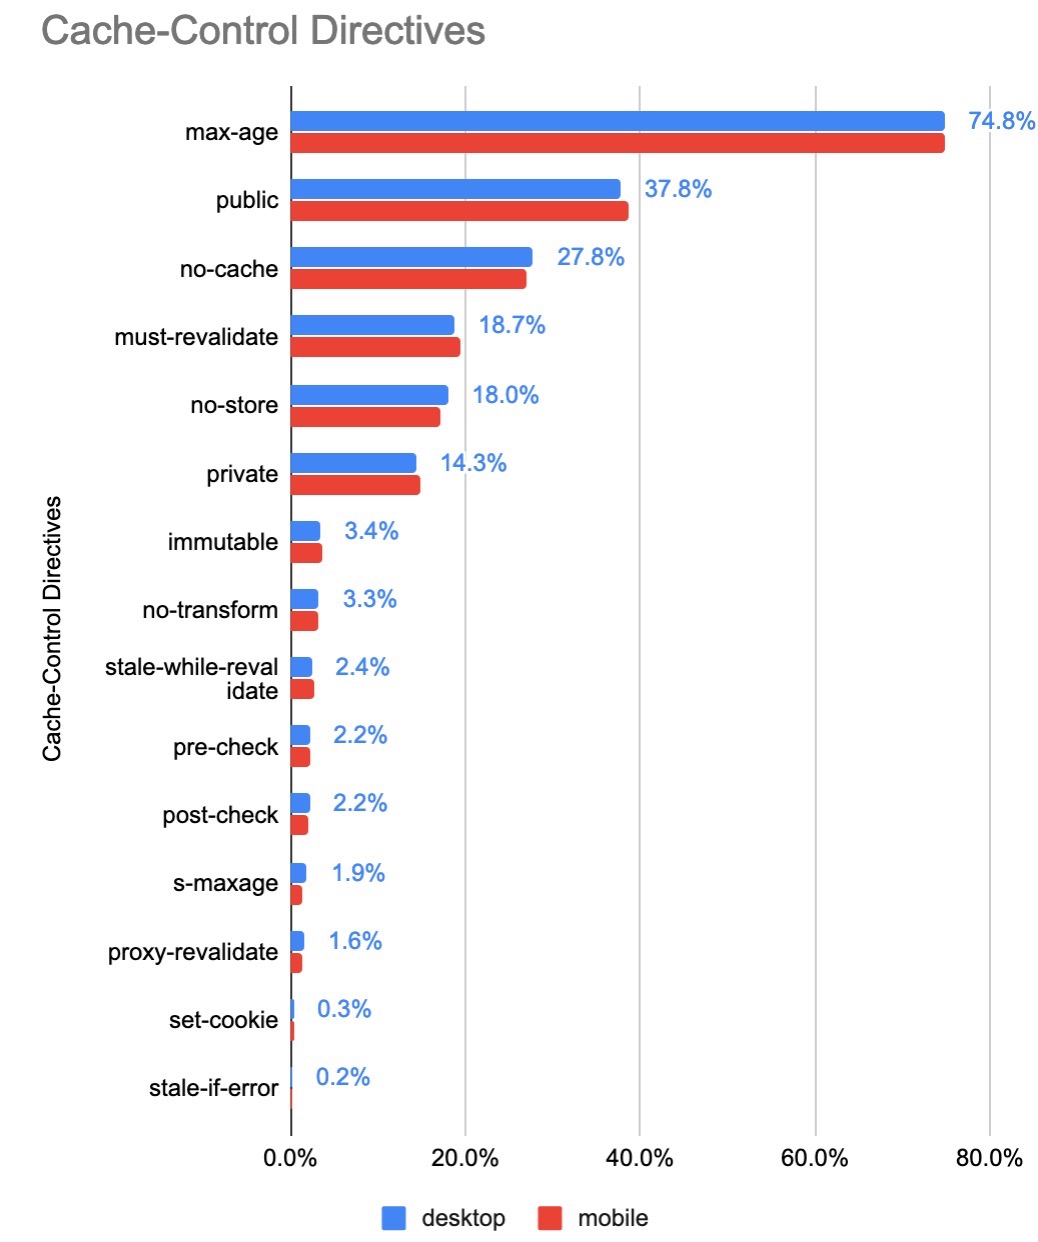 Cache-Control Directives
max-age
74.8%
public
37.8%
no-cache
27.8%
must-revalidate
18.7%
no-store
18.0%
private
14.3%
immutable
3.4%
no-transform
3.3%
stale-while-reval
idate
2.4%
pre-check
2.2%
post-check
2.2%
s-maxage
1.9%
proxy-revalidate
1.6%
set-cookie
0.3%
stale-if-error
0.2%
Cache-Control Directives
0.0% 20.0% 40.0% 60.0% 80.0%
desktop mobile